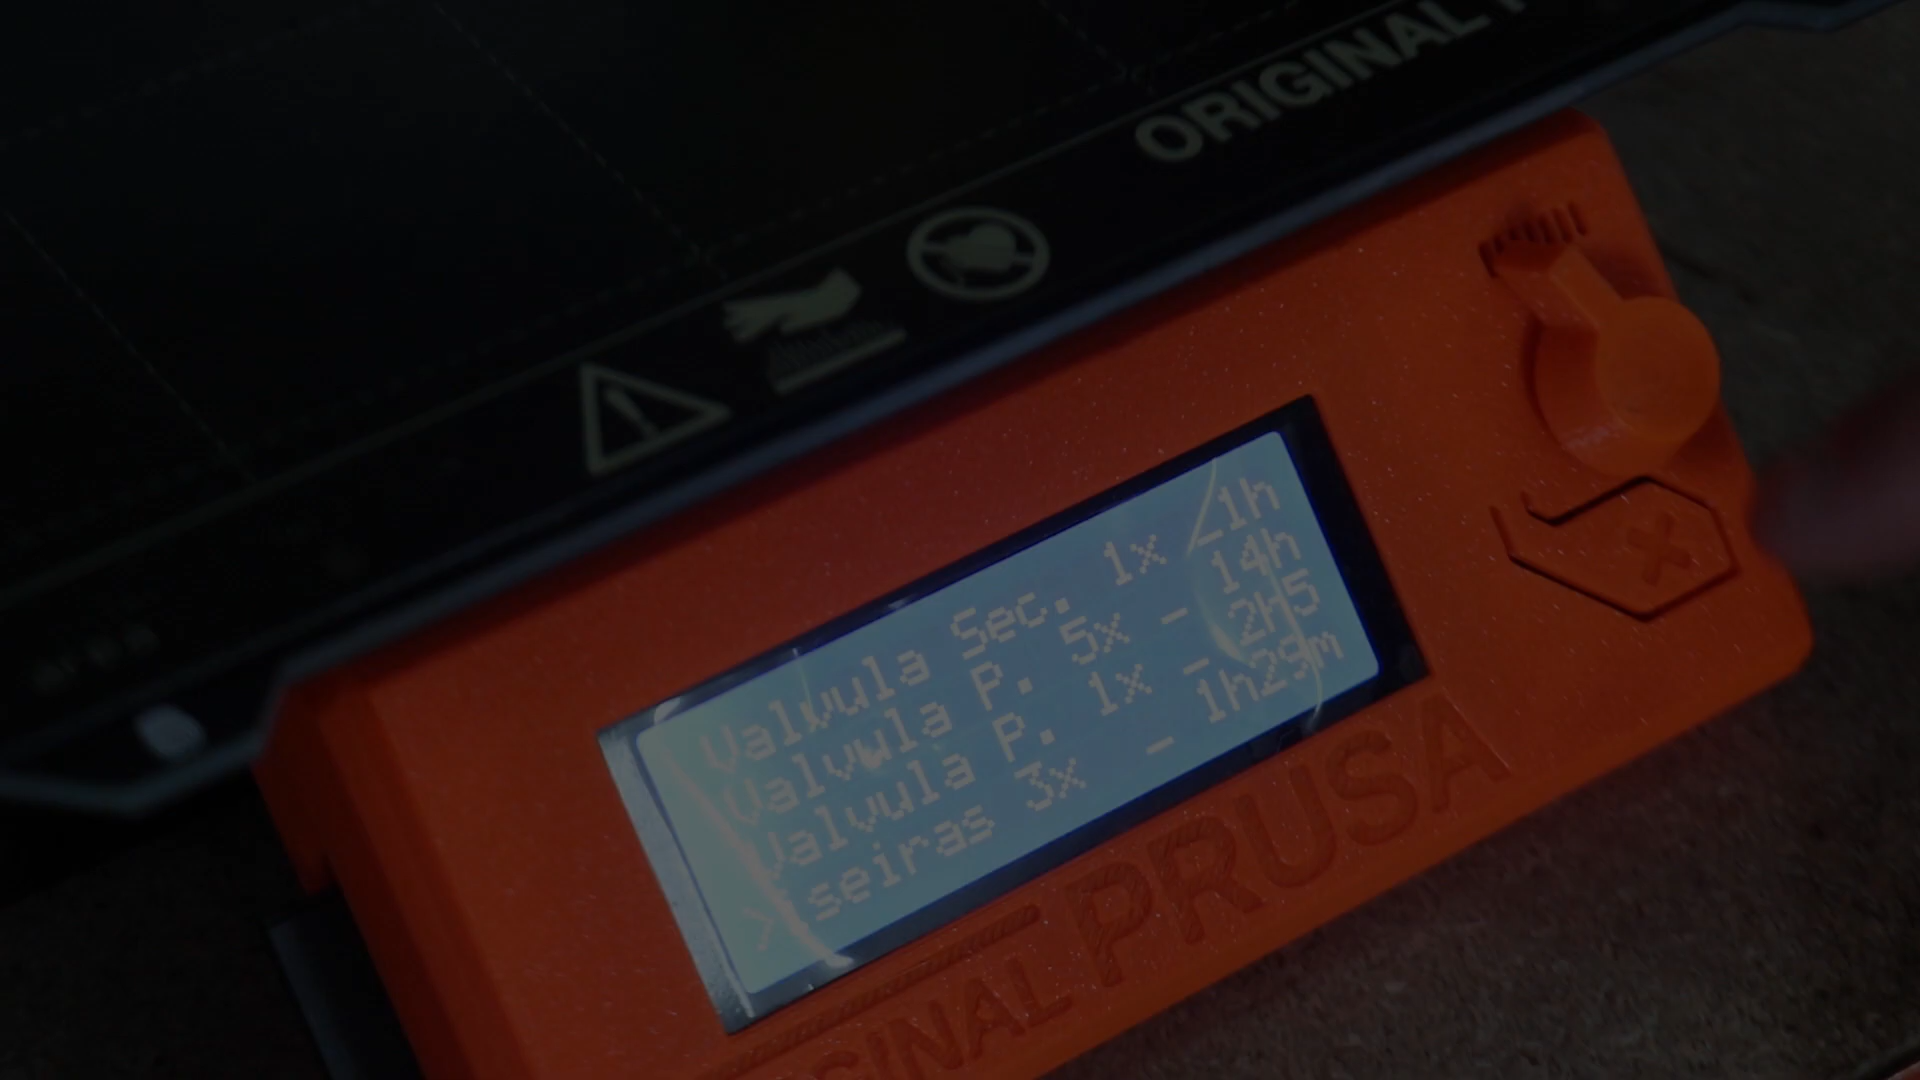 ORIGINAL
Valvula Sec. 1x 1h
Valvula P. 5x - 14h
Valvula P. 1x - 2H5
> seiras 3x - 1h29m
ORIGINAL PRUSA